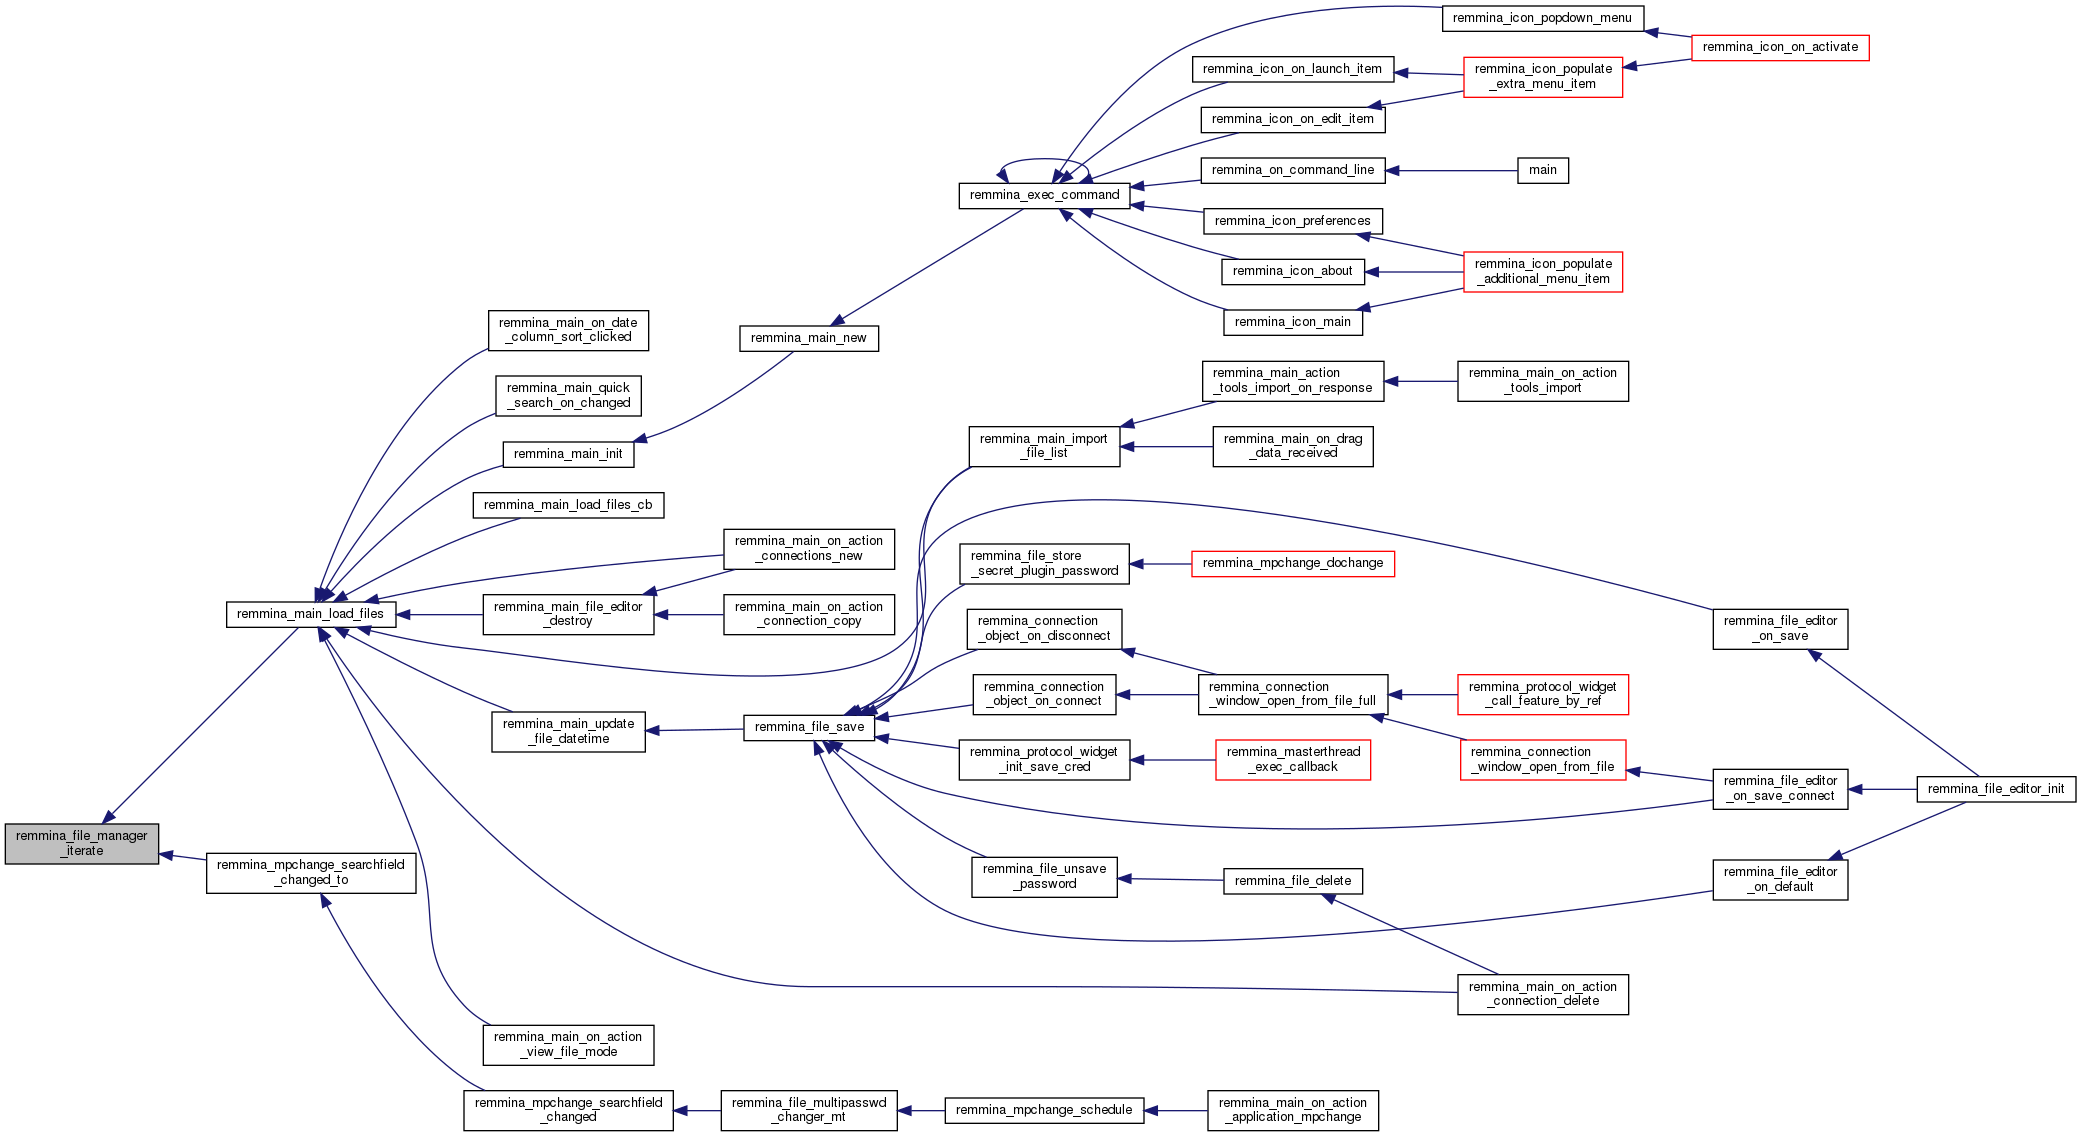 remmina_file_manager
_iterate
remmina_main_load_files
remmina_mpchange_searchfield
_changed_to
remmina_main_on_date
_column_sort_clicked
remmina_main_quick
_search_on_changed
remmina_main_init
remmina_main_load_files_cb
remmina_main_file_editor
_destroy
remmina_main_update
_file_datetime
remmina_main_on_action
_view_file_mode
remmina_mpchange_searchfield
_changed
remmina_main_new
remmina_main_on_action
_connections_new
remmina_main_on_action
_connection_copy
remmina_file_save
remmina_file_multipasswd
_changer_mt
remmina_exec_command
remmina_main_import
_file_list
remmina_file_store
_secret_plugin_password
remmina_connection
_object_on_disconnect
remmina_connection
_object_on_connect
remmina_protocol_widget
_init_save_cred
remmina_file_unsave
_password
remmina_mpchange_schedule
remmina_icon_on_launch_item
remmina_icon_on_edit_item
remmina_on_command_line
remmina_icon_preferences
remmina_icon_about
remmina_icon_main
remmina_main_action
_tools_import_on_response
remmina_main_on_drag
_data_received
remmina_mpchange_dochange
remmina_connection
_window_open_from_file_full
remmina_masterthread
_exec_callback
remmina_file_delete
remmina_main_on_action
_application_mpchange
remmina_icon_popdown_menu
remmina_icon_populate
_extra_menu_item
main
remmina_icon_populate
_additional_menu_item
remmina_main_on_action
_tools_import
remmina_protocol_widget
_call_feature_by_ref
remmina_connection
_window_open_from_file
remmina_main_on_action
_connection_delete
remmina_icon_on_activate
remmina_file_editor
_on_save
remmina_file_editor
_on_save_connect
remmina_file_editor
_on_default
remmina_file_editor_init